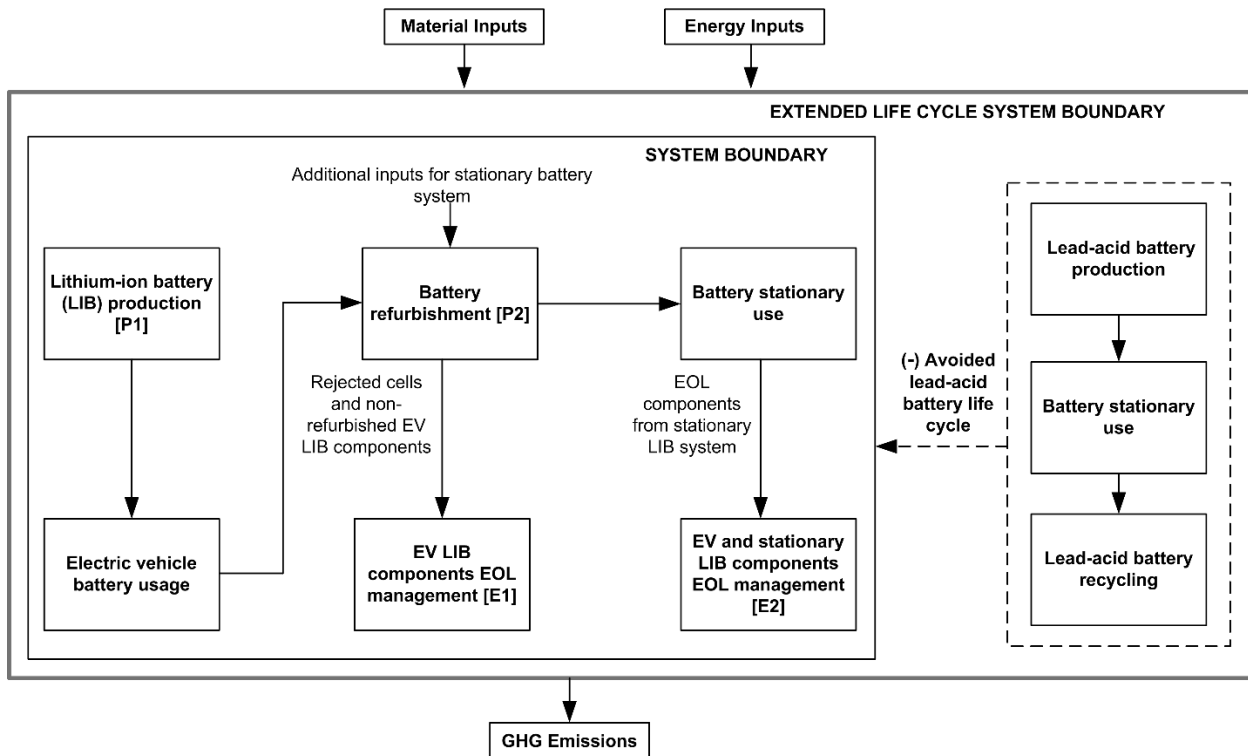 Material Inputs
Energy Inputs
EXTENDED LIFE CYCLE SYSTEM BOUNDARY
SYSTEM BOUNDARY
Additional inputs for stationary battery
system
Lithium-ion battery
(LIB) production
[P1]
Battery
refurbishment [P2]
Battery stationary
use
Rejected cells
and non-
refurbished EV
LIB components
EOL
components
from stationary
LIB system
Electric vehicle
battery usage
EV LIB
components EOL
management [E1]
EV and stationary
LIB components
EOL management
[E2]
(-) Avoided
lead-acid
battery life
cycle
Lead-acid battery
production
Battery stationary
use
Lead-acid battery
recycling
GHG Emissions